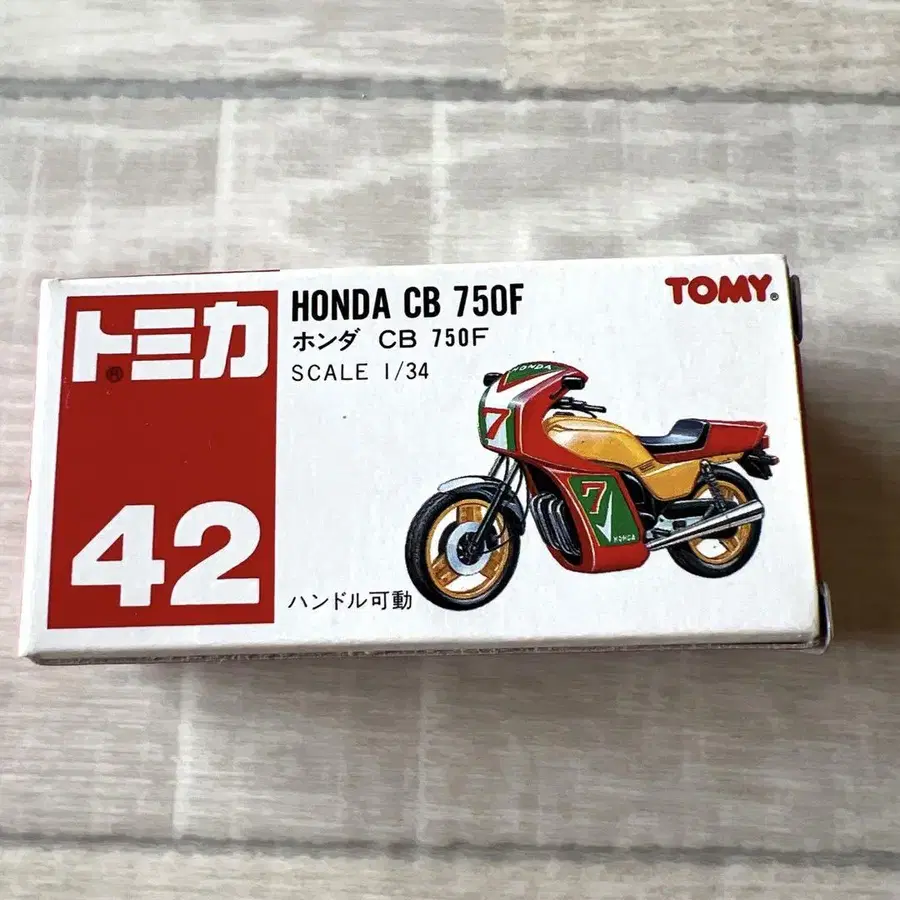 トミカ®
42
HONDA CB 750F
ホンダ CB 750F
SCALE 1/34
ハンドル可動
TOMY®
HONDA
7
7
HONDA